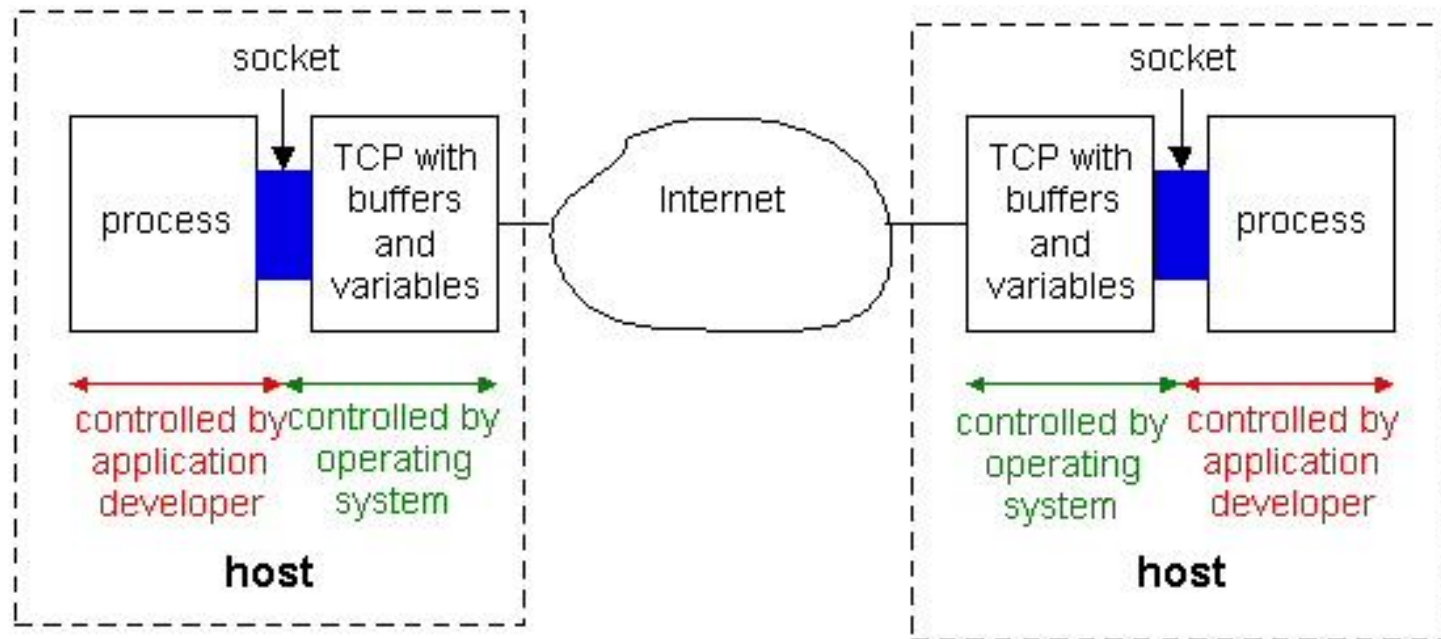 socket
process
TCP with
buffers
and
variables
controlled by
application
developer
controlled by
operating
system
host
Internet
socket
TCP with
buffers
and
variables
process
controlled by
operating
system
controlled by
application
developer
host